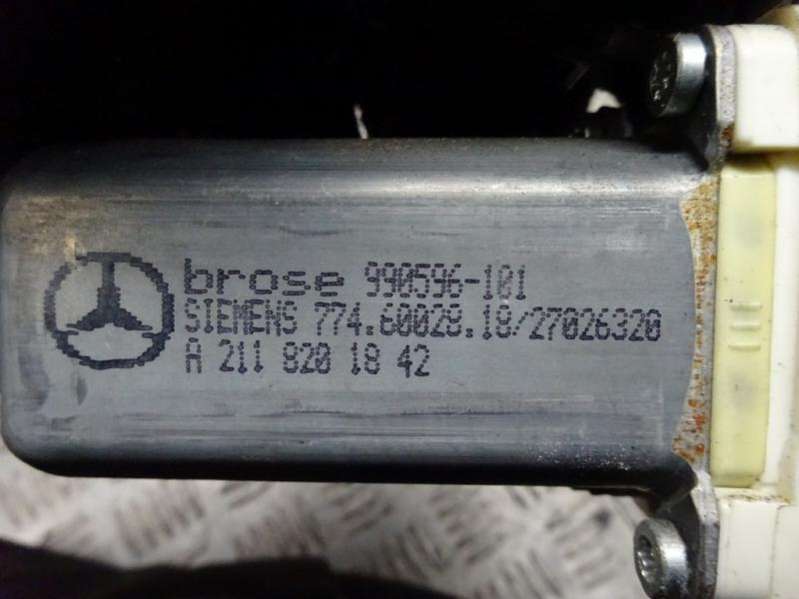 brose 990596-101
SIEMENS 774.60028.18/27026320
A 211 820 18 42